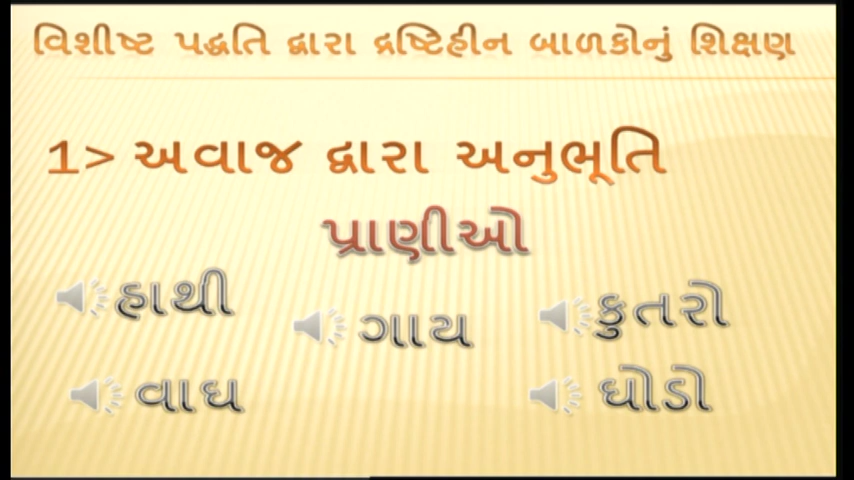 વિશીષ્ટ પદ્ધતિ દ્વારા દ્રષ્ટિહીન બાળકોનું શિક્ષણ
1> અવાજ દ્વારા અનુભૂતિ
પ્રાણીઓ
હાથી
ગાય
કુતરો
વાઘ
ઘોડો